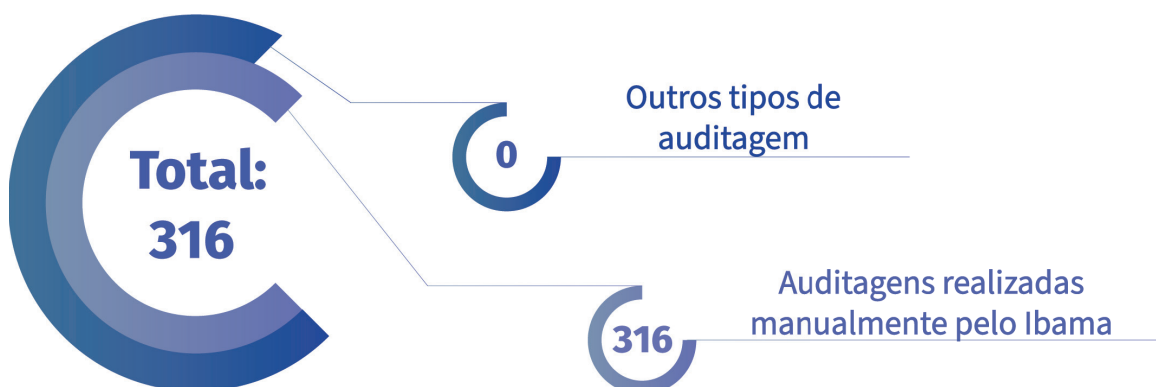 Total:
316
0
Outros tipos de
auditagem
316
Auditagens realizadas
manualmente pelo Ibama